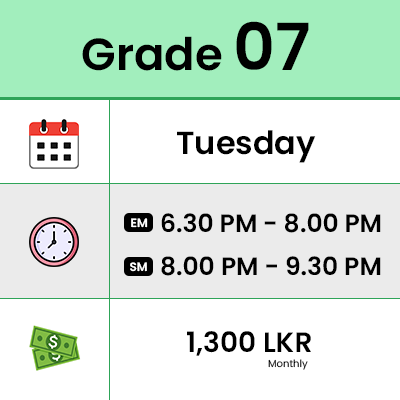 Grade 07
Tuesday
EM 6.30 PM - 8.00 PM
SM 8.00 PM - 9.30 PM
1,300 LKR
Monthly